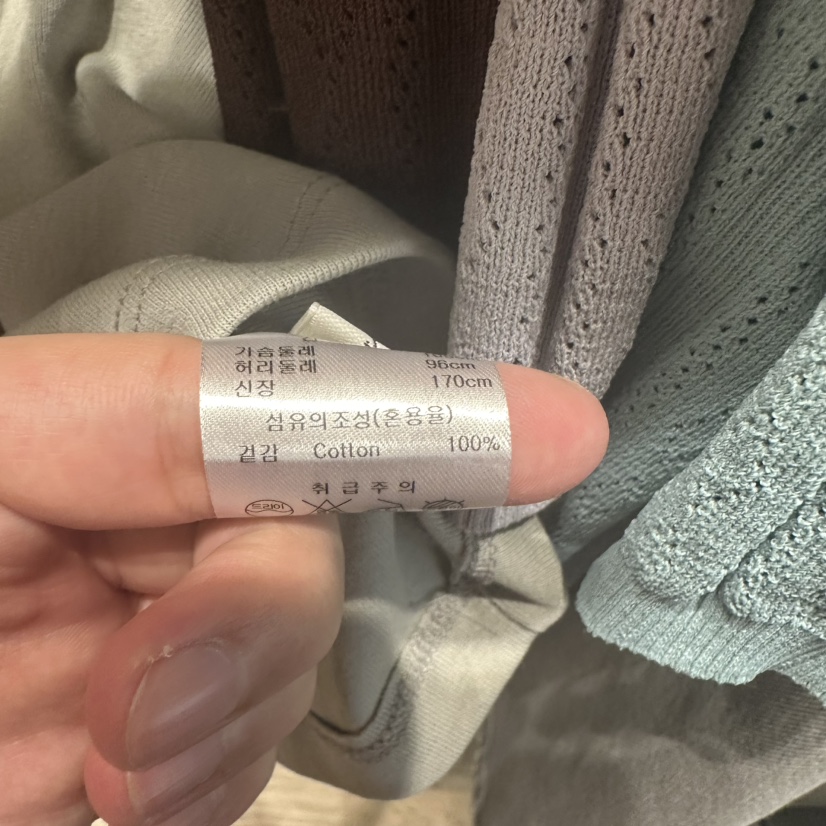 가슴둘레
허리둘레 96cm
신장 170cm
섬유의조성(혼용율)
겉감 Cotton 100%
취급주의
드라이